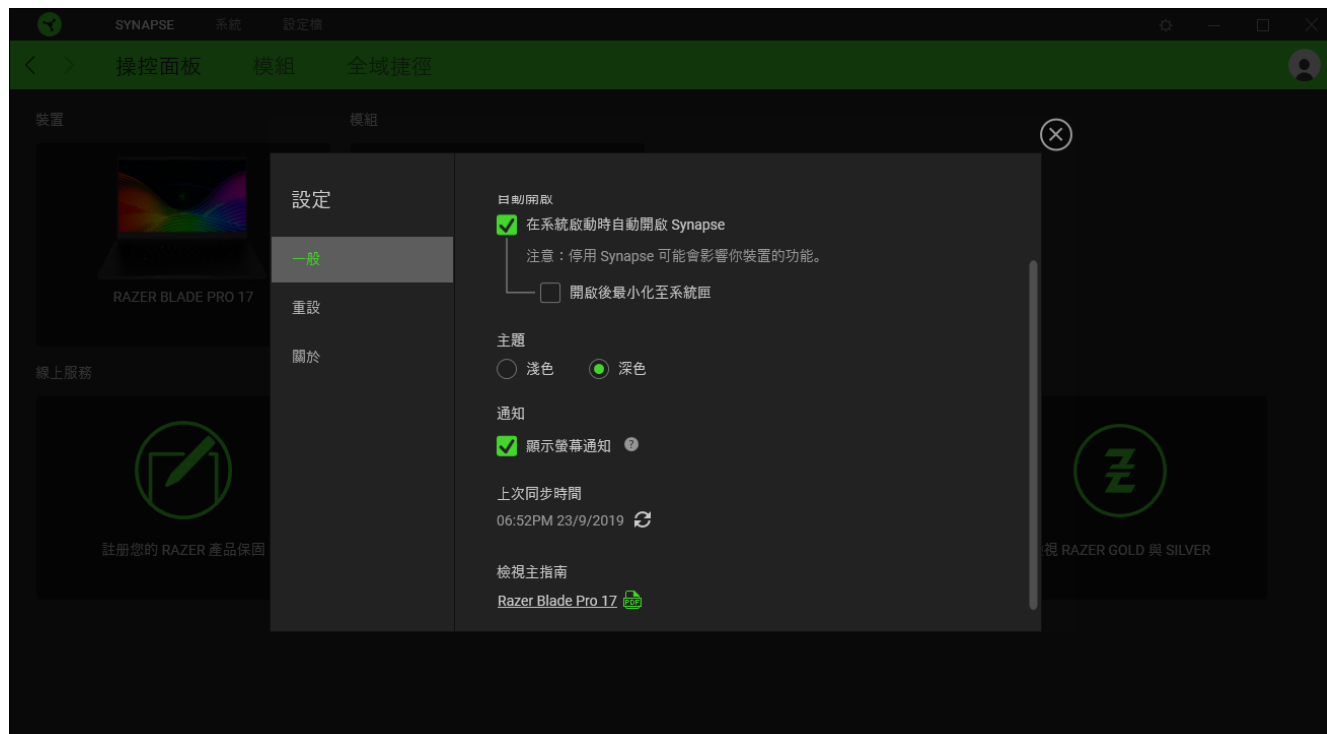 SYNAPSE 系統 設定檔
操控面板 模組 全域捷徑
裝置 模組
RAZER BLADE PRO 17
線上服務
註册您的 RAZER 產品保固
視 RAZER GOLD 與 SILVER
設定
一般
重設
關於
自動開啟
在系統啟動時自動開啟 Synapse
注意：停用 Synapse 可能會影響你裝置的功能。
開啟後最小化至系統匣
主題
淺色 深色
通知
顯示螢幕通知 ?
上次同步時間
06:52PM 23/9/2019
檢視主指南
Razer Blade Pro 17 PDF